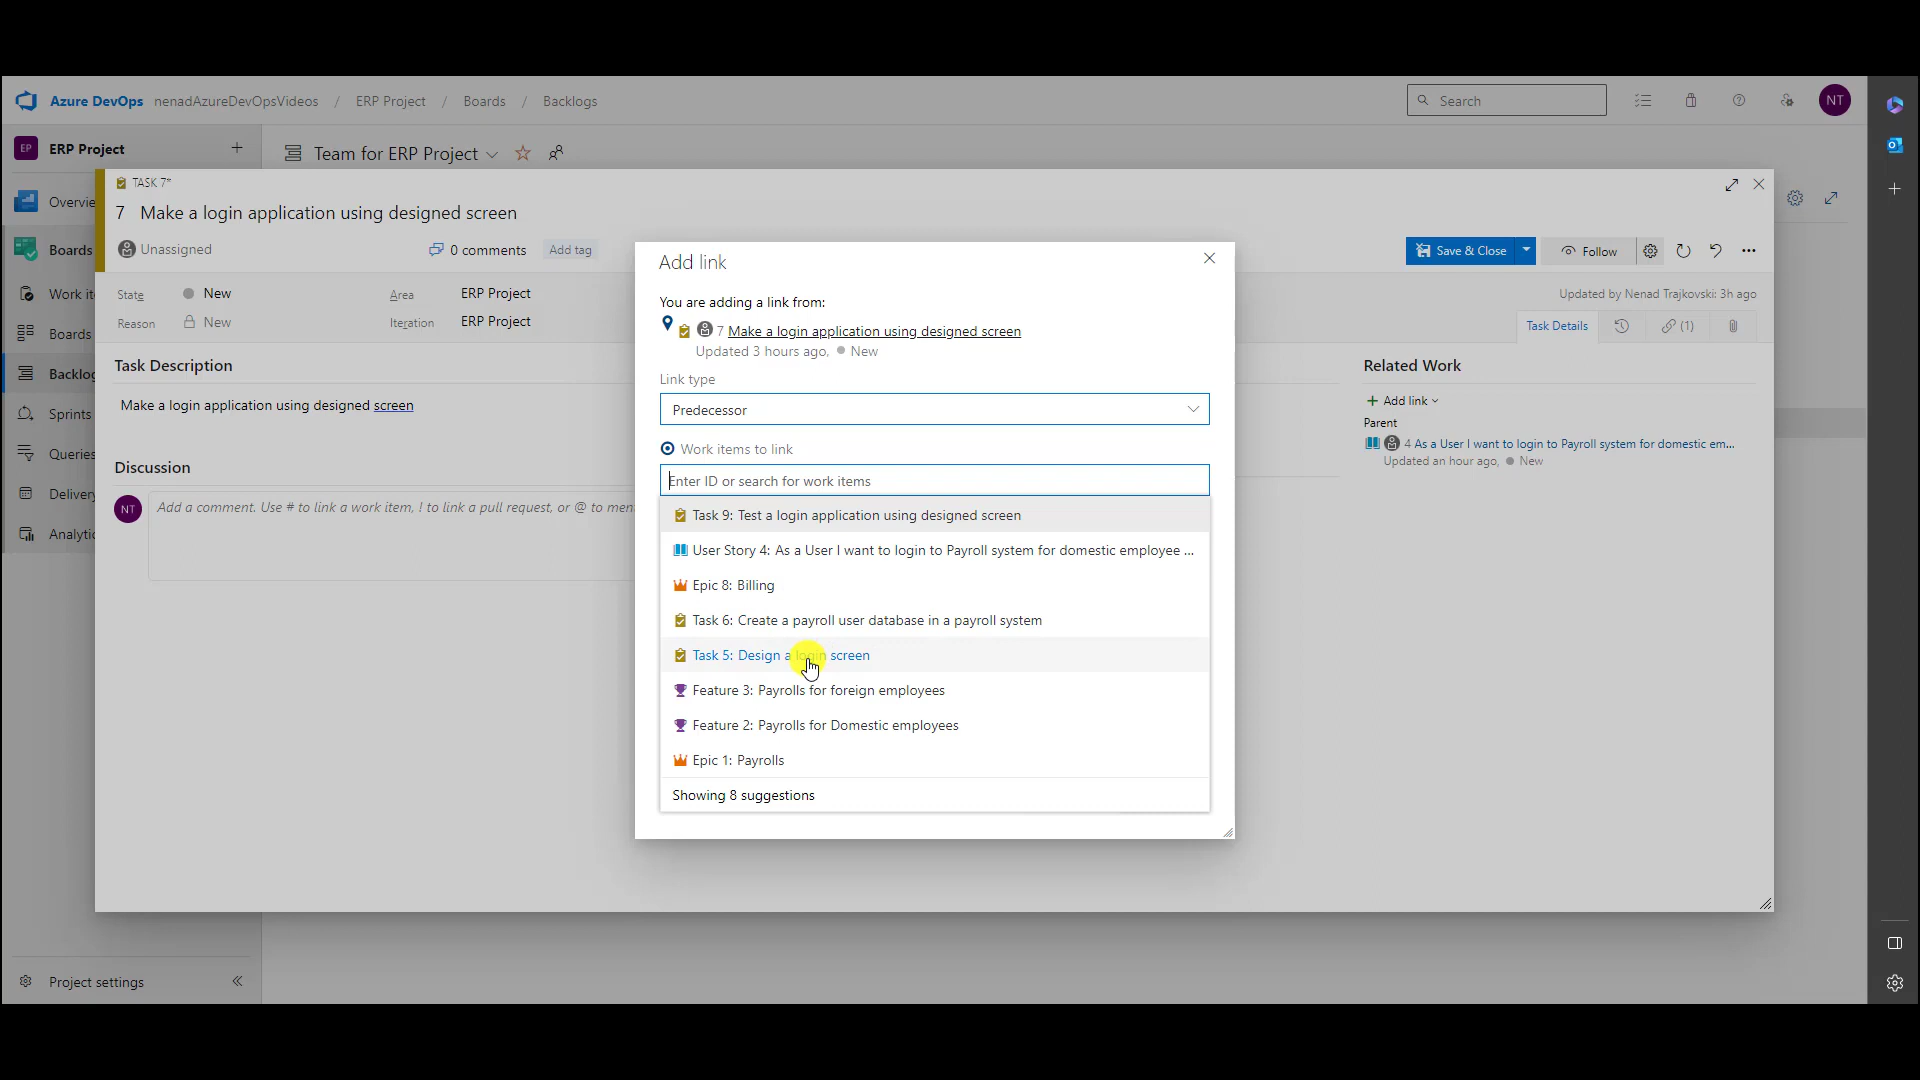 Azure DevOps nenadAzureDevOpsVideos / ERP Project / Boards / Backlogs
Search
NT
EP ERP Project
Team for ERP Project
Overvie
Boards
Work it
Boards
Backlog
Sprints
Queries
Delivery
Analytic
Project settings
TASK 7*
7 Make a login application using designed screen
Unassigned
0 comments
Add tag
Save & Close
Follow
State New
Area ERP Project
Reason New
Iteration ERP Project
Updated by Nenad Trajkovski: 3h ago
Task Details
(1)
Task Description
Make a login application using designed screen
Discussion
NT
Add a comment. Use # to link a work item, ! to link a pull request, or @ to men
Related Work
Add link
Parent
4 As a User I want to login to Payroll system for domestic em...
Updated an hour ago, New
Add link
You are adding a link from:
7 Make a login application using designed screen
Updated 3 hours ago, New
Link type
Predecessor
Work items to link
Enter ID or search for work items
Task 9: Test a login application using designed screen
User Story 4: As a User I want to login to Payroll system for domestic employee ...
Epic 8: Billing
Task 6: Create a payroll user database in a payroll system
Task 5: Design a login screen
Feature 3: Payrolls for foreign employees
Feature 2: Payrolls for Domestic employees
Epic 1: Payrolls
Showing 8 suggestions